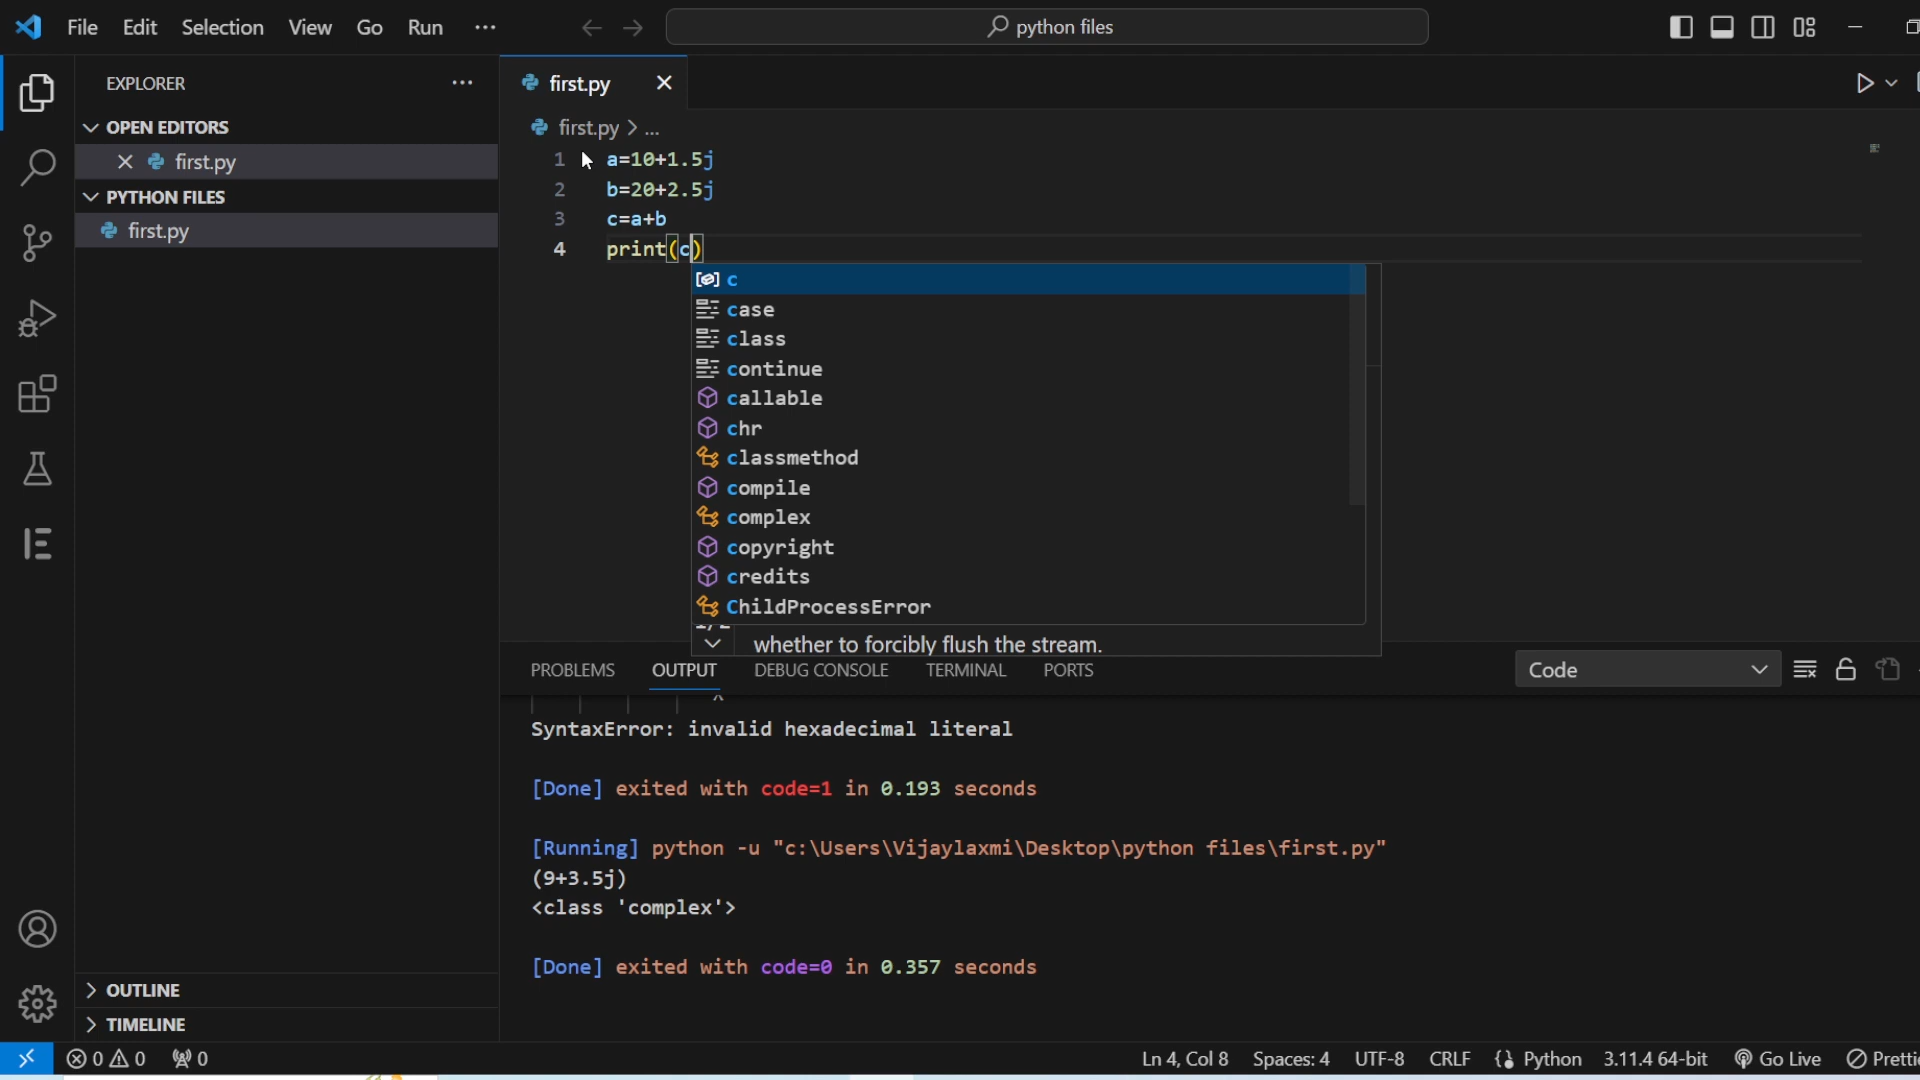 File Edit Selection View Go Run ...
python files
EXPLORER ...
first.py
OPEN EDITORS
first.py
PYTHON FILES
first.py
first.py > ...
1 a=10+1.5j
2 b=20+2.5j
3 c=a+b
4 print(c)
c
case
class
continue
callable
chr
classmethod
compile
complex
copyright
credits
ChildProcessError
whether to forcibly flush the stream.
PROBLEMS OUTPUT DEBUG CONSOLE TERMINAL PORTS
Code
SyntaxError: invalid hexadecimal literal
[Done] exited with code=1 in 0.193 seconds
[Running] python -u "c:\Users\Vijaylaxmi\Desktop\python files\first.py"
(9+3.5j)
<class 'complex'>
[Done] exited with code=0 in 0.357 seconds
OUTLINE
TIMELINE
0 0 0
Ln 4, Col 8 Spaces: 4 UTF-8 CRLF Python 3.11.4 64-bit Go Live